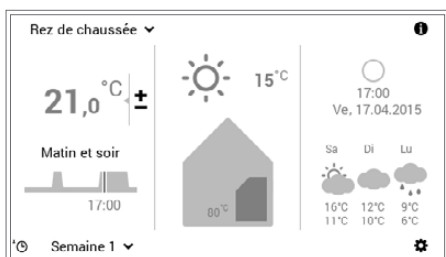 Rez de chaussée
21,0 °C ±
Matin et soir
17:00
Semaine 1
15°C
00°C
17:00
Ve, 17.04.2015
Sa Di Lu
16°C 12°C 9°C
11°C 10°C 6°C